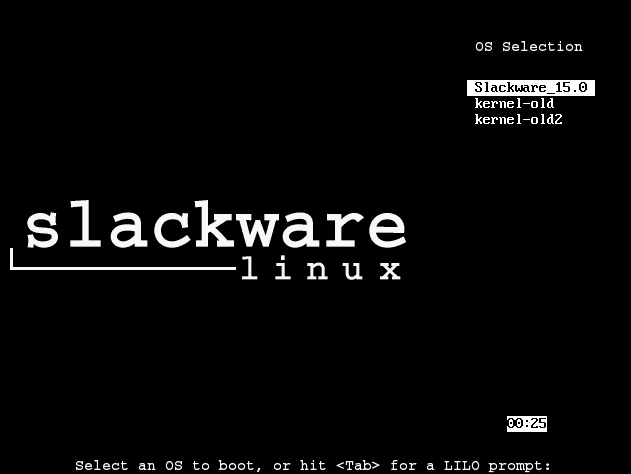 OS Selection
Slackware_15.0
kernel-old
kernel-old2
slackware
linux
00:25
Select an OS to boot, or hit <Tab> for a LILO prompt: